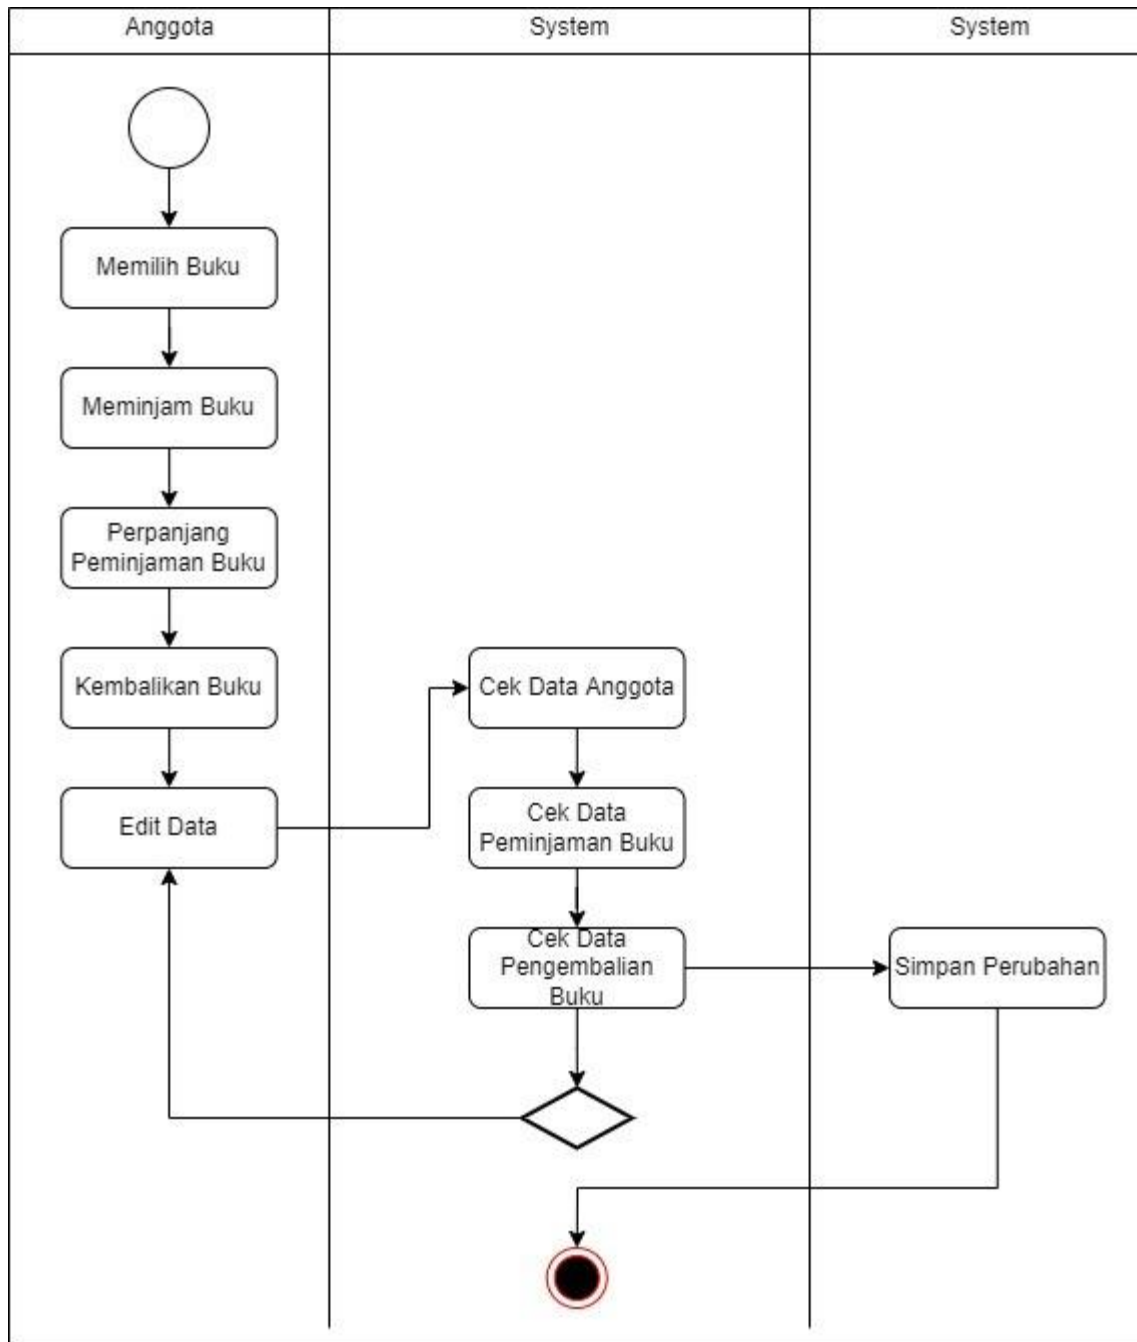 Anggota
System
System
Memilih Buku
Meminjam Buku
Perpanjang
Peminjaman Buku
Kembalikan Buku
Cek Data Anggota
Edit Data
Cek Data
Peminjaman Buku
Cek Data
Pengembalian
Buku
Simpan Perubahan